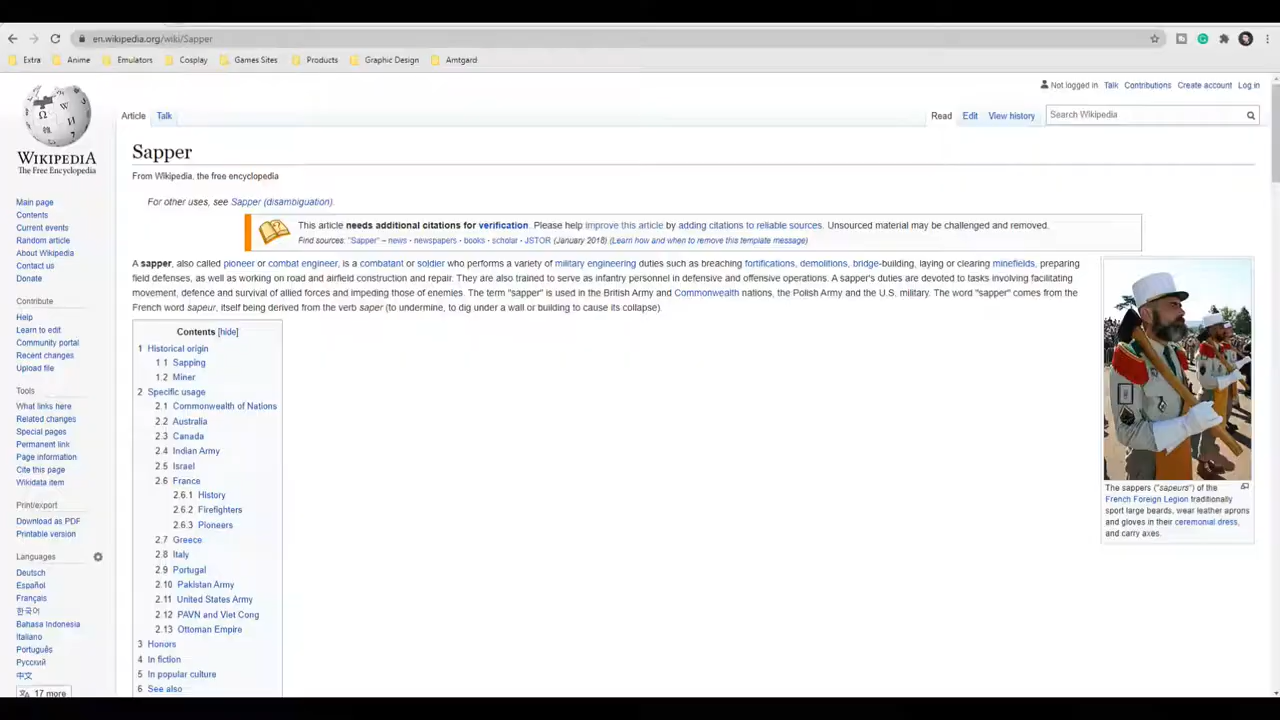 en.wikipedia.org/wiki/Sapper
Extra Anime Emulators Cosplay Games Sites Products Graphic Design Amtgard
Not logged in Talk Contributions Create account Log in
Article Talk Read Edit View history Search Wikipedia
WIKIPEDIA
The Free Encyclopedia
Main page
Contents
Current events
Random article
About Wikipedia
Contact us
Donate
Contribute
Help
Learn to edit
Community portal
Recent changes
Upload file
Tools
What links here
Related changes
Special pages
Permanent link
Page information
Cite this page
Wikidata item
Print/export
Download as PDF
Printable version
Languages
Deutsch
Español
Français
한국어
Bahasa Indonesia
Italiano
Português
Русский
中文
17 more
Sapper
From Wikipedia, the free encyclopedia
For other uses, see Sapper (disambiguation).
This article needs additional citations for verification. Please help improve this article by adding citations to reliable sources. Unsourced material may be challenged and removed.
Find sources: "Sapper" – news · newspapers · books · scholar · JSTOR (January 2018) (Learn how and when to remove this template message)
A sapper, also called pioneer or combat engineer, is a combatant or soldier who performs a variety of military engineering duties such as breaching fortifications, demolitions, bridge-building, laying or clearing minefields, preparing
field defenses, as well as working on road and airfield construction and repair. They are also trained to serve as infantry personnel in defensive and offensive operations. A sapper's duties are devoted to tasks involving facilitating
movement, defence and survival of allied forces and impeding those of enemies. The term "sapper" is used in the British Army and Commonwealth nations, the Polish Army and the U.S. military. The word "sapper" comes from the
French word sapeur, itself being derived from the verb saper (to undermine, to dig under a wall or building to cause its collapse).
Contents [hide]
1 Historical origin
1.1 Sapping
1.2 Miner
2 Specific usage
2.1 Commonwealth of Nations
2.2 Australia
2.3 Canada
2.4 Indian Army
2.5 Israel
2.6 France
2.6.1 History
2.6.2 Firefighters
2.6.3 Pioneers
2.7 Greece
2.8 Italy
2.9 Portugal
2.10 Pakistan Army
2.11 United States Army
2.12 PAVN and Viet Cong
2.13 Ottoman Empire
3 Honors
4 In fiction
5 In popular culture
6 See also
The sappers ("sapeurs") of the
French Foreign Legion traditionally
sport large beards, wear leather aprons
and gloves in their ceremonial dress,
and carry axes.